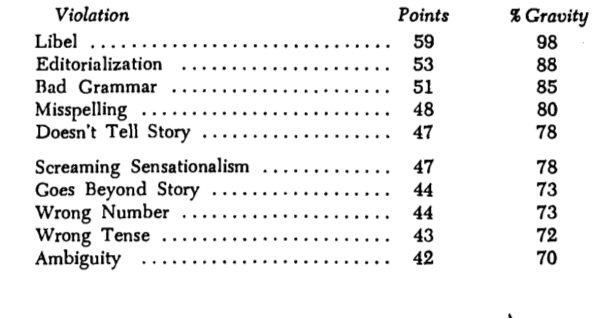 Violation Points % Gravity
Libel .............................. 59 98
Editorialization ..................... 53 88
Bad Grammar ...................... 51 85
Misspelling ......................... 48 80
Doesn't Tell Story ................... 47 78
Screaming Sensationalism ............. 47 78
Goes Beyond Story .................. 44 73
Wrong Number ..................... 44 73
Wrong Tense ....................... 43 72
Ambiguity ......................... 42 70